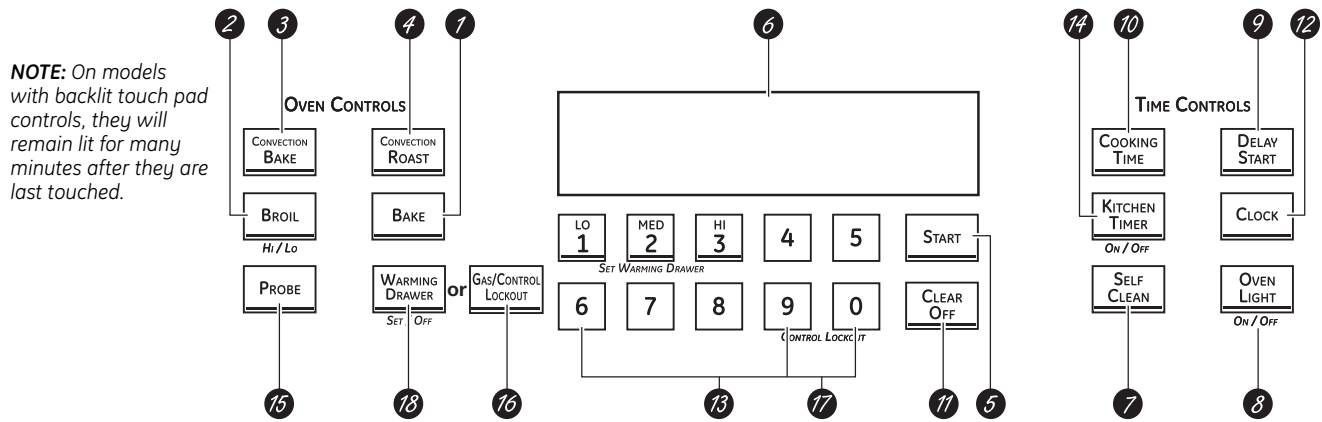 2 3 4 1 6 14 10 9 12
NOTE: On models
with backlit touch pad
controls, they will
remain lit for many
minutes after they are
last touched.
OVEN CONTROLS
CONVECTION
BAKE
CONVECTION
ROAST
BROIL
HI / LO
BAKE
PROBE
WARMING
DRAWER
SET / OFF
or
GAS/CONTROL
LOCKOUT
LO
1
MED
2
HI
3
4
5
SET WARMING DRAWER
START
6
7
8
9
0
CONTROL LOCKOUT
CLEAR
OFF
TIME CONTROLS
COOKING
TIME
DELAY
START
KITCHEN
TIMER
ON / OFF
CLOCK
SELF
CLEAN
OVEN
LIGHT
ON / OFF
15 18 16 13 17 11 5 7 8